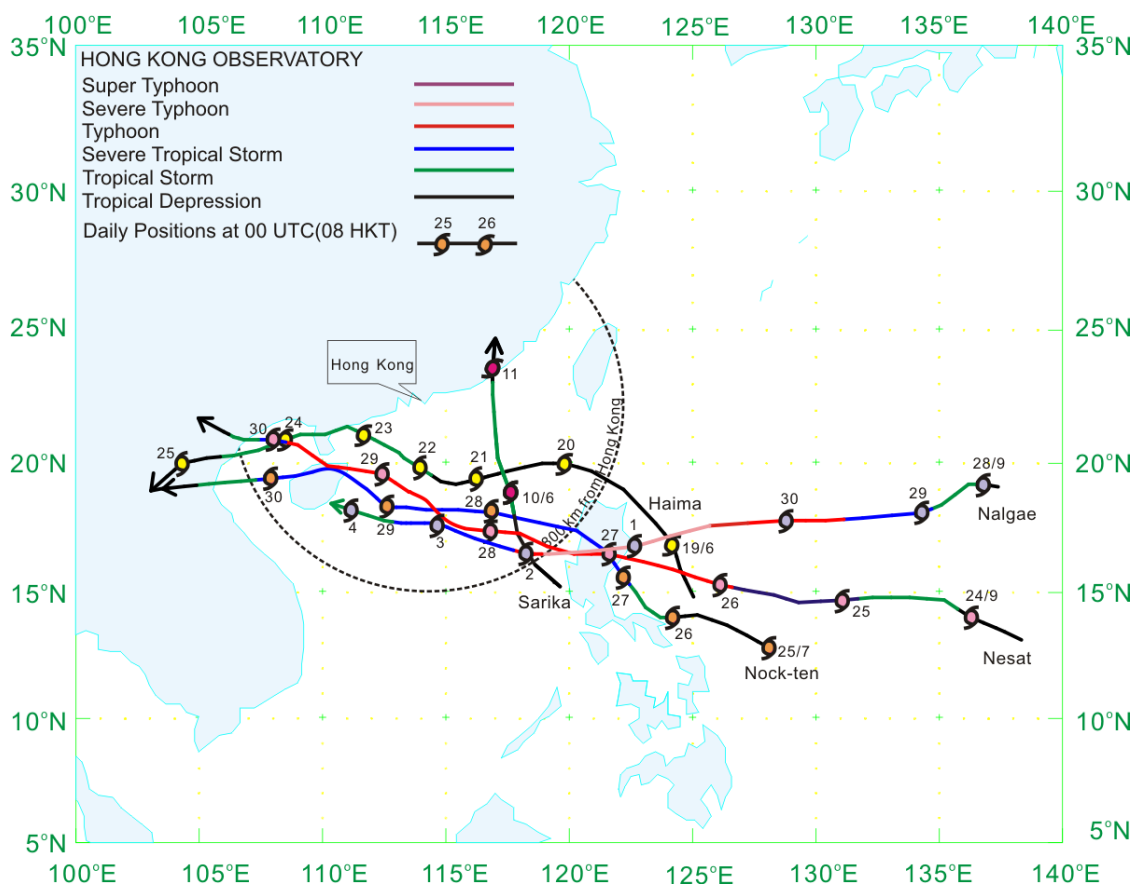 100°E 105°E 110°E 115°E 120°E 125°E 130°E 135°E 140°E
35°N 35°N
HONG KONG OBSERVATORY
Super Typhoon
Severe Typhoon
Typhoon
Severe Tropical Storm
Tropical Storm
Tropical Depression
30°N 30°N
Daily Positions at 00 UTC(08 HKT) 25 26
25°N 25°N
Hong Kong
11
30 24 23
25 22 21 20
20°N 20°N
29 28/9
30 29 28 10/6 800 km from Hong Kong Haima 30 29 Nalgae
4 3 28 2 27 1 19/6
15°N Sarika 27 26 25 24/9 15°N
26 25/7 Nesat
Nock-ten
10°N 10°N
5°N 5°N
100°E 105°E 110°E 115°E 120°E 125°E 130°E 135°E 140°E